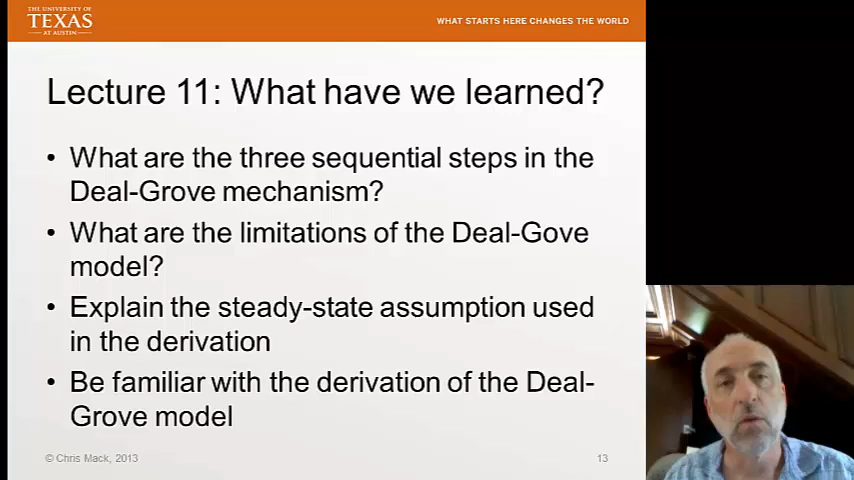 THE UNIVERSITY OF
TEXAS
AT AUSTIN
WHAT STARTS HERE CHANGES THE WORLD
Lecture 11: What have we learned?
• What are the three sequential steps in the
Deal-Grove mechanism?
• What are the limitations of the Deal-Gove
model?
• Explain the steady-state assumption used
in the derivation
• Be familiar with the derivation of the Deal-
Grove model
© Chris Mack, 2013
13